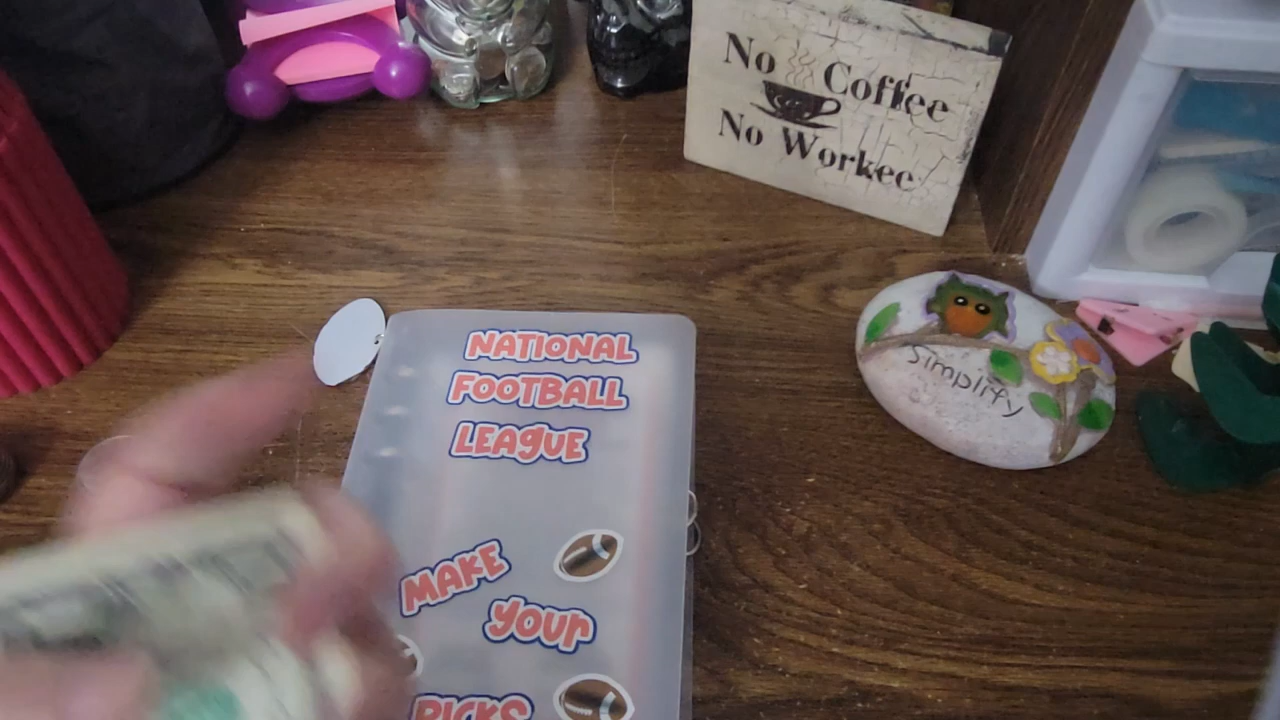 No Coffee
No Workee
Simplify
NATIONAL
FOOTBALL
LEAgUE
MAKE
your
PICKS